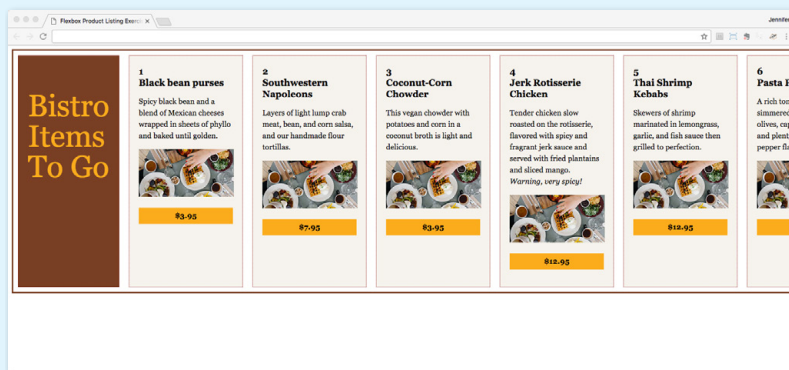 Flexbox Product Listing Exerc
Jennifer
Bistro
Items
To Go
1
Black bean purses
Spicy black bean and a
blend of Mexican cheeses
wrapped in sheets of phyllo
and baked until golden.
$3.95
2
Southwestern
Napoleons
Layers of light lump crab
meat, bean, and corn salsa,
and our handmade flour
tortillas.
$7.95
3
Coconut-Corn
Chowder
This vegan chowder with
potatoes and corn in a
coconut broth is light and
delicious.
$3.95
4
Jerk Rotisserie
Chicken
Tender chicken slow
roasted on the rotisserie,
flavored with spicy and
fragrant jerk sauce and
served with fried plantains
and sliced mango.
Warning, very spicy!
$12.95
5
Thai Shrimp
Kebabs
Skewers of shrimp
marinated in lemongrass,
garlic, and fish sauce then
grilled to perfection.
$12.95
6
Pasta
A rich
simmered
olives,
and
pepper